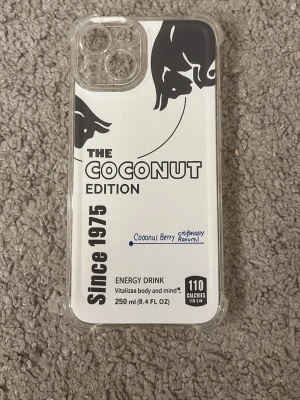 THE
COCONUT
EDITION
Since 1975
Coconut Berry
ENERGY DRINK
Vitalizae body and mind®.
250 ml (8.4 FL OZ)
110
CALORIES